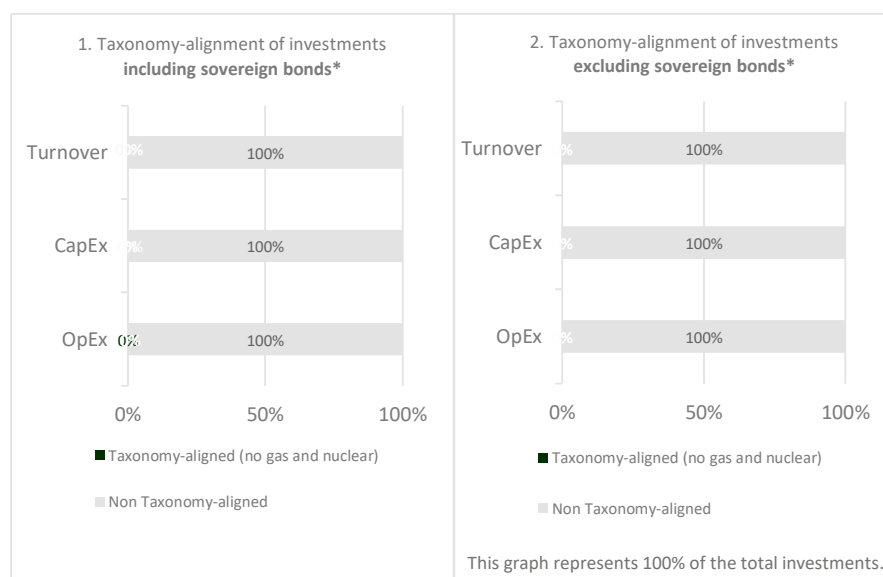 1. Taxonomy-alignment of investments
including sovereign bonds*
Turnover 0% 100%
CapEx 0% 100%
OpEx 0% 100%
0% 50% 100%
Taxonomy-aligned (no gas and nuclear)
Non Taxonomy-aligned
2. Taxonomy-alignment of investments
excluding sovereign bonds*
Turnover 0% 100%
CapEx 0% 100%
OpEx 0% 100%
0% 50% 100%
Taxonomy-aligned (no gas and nuclear)
Non Taxonomy-aligned
This graph represents 100% of the total investments.